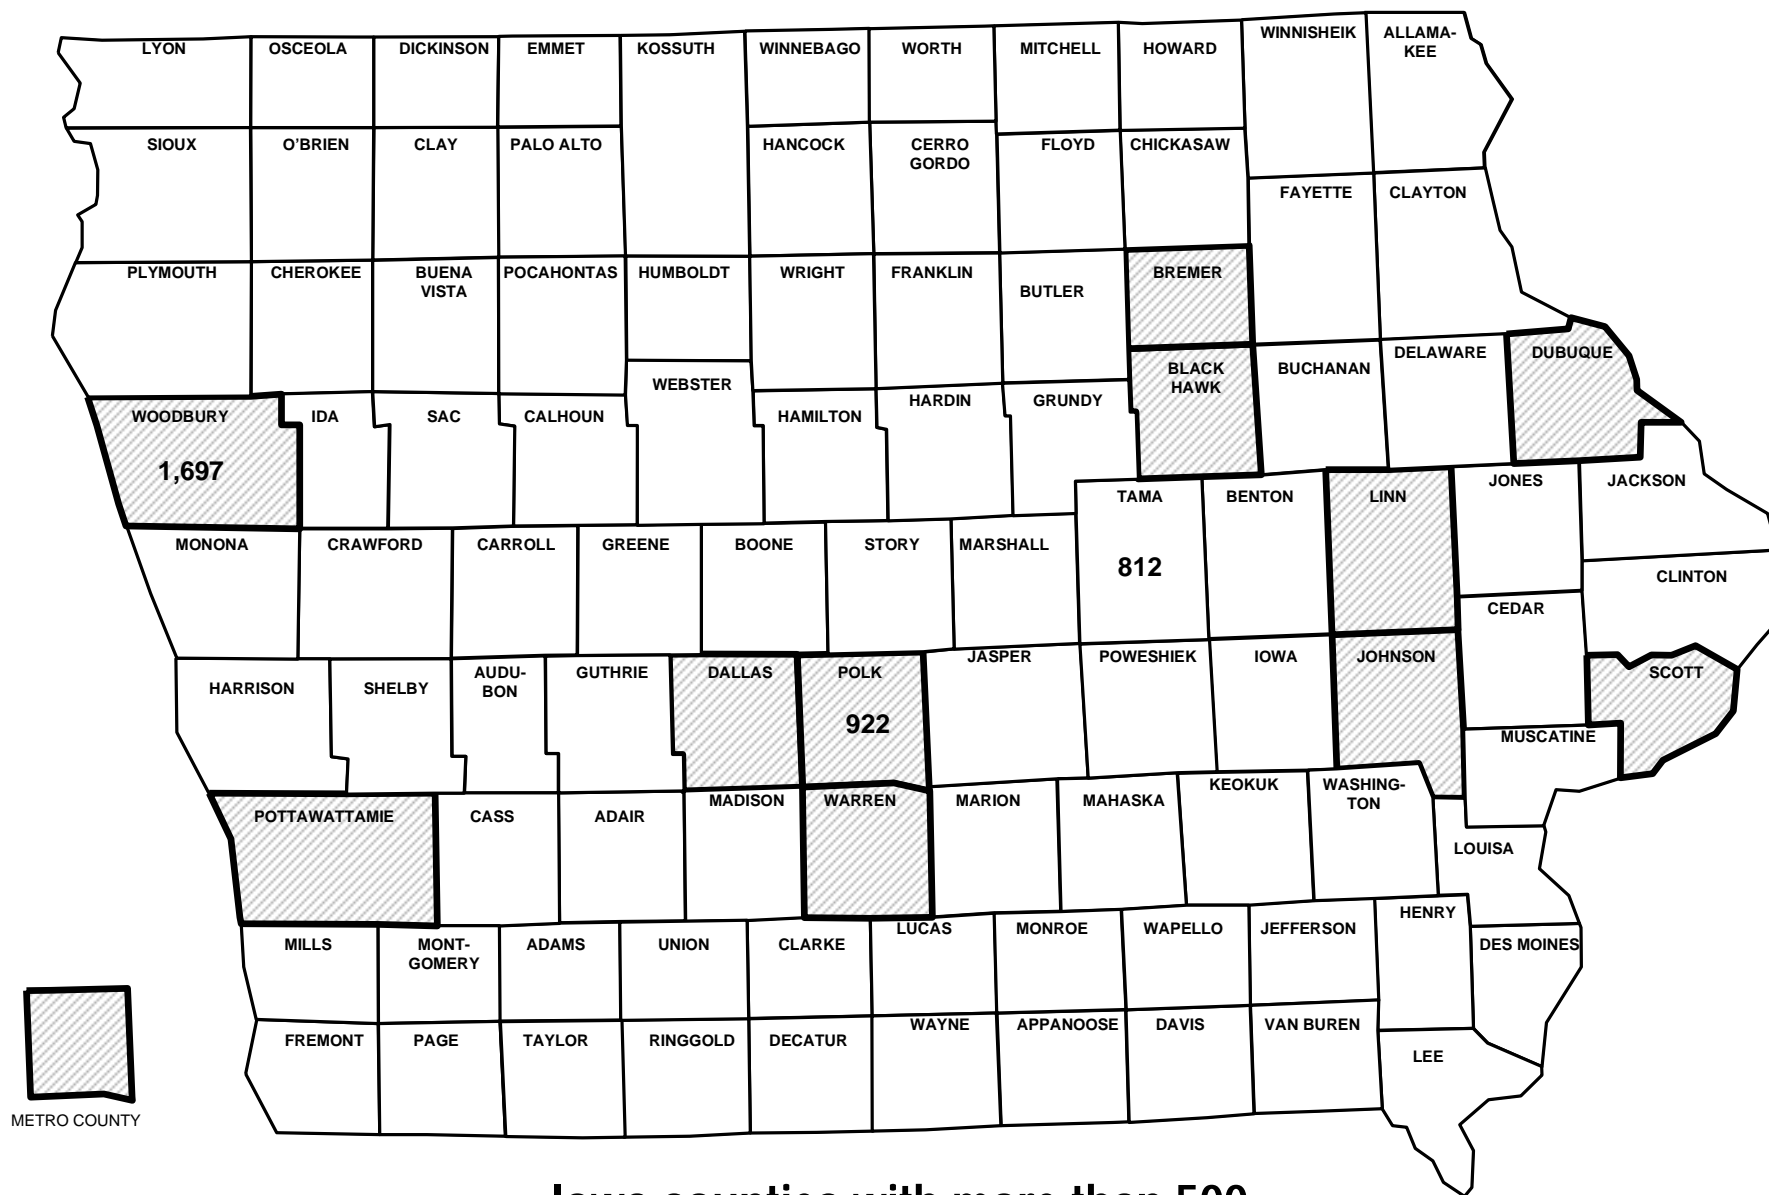 LYON
OSCEOLA
DICKINSON
EMMET
KOSSUTH
WINNEBAGO
WORTH
MITCHELL
HOWARD
WINNISHEIK
ALLAMA-
KEE
SIOUX
O'BRIEN
CLAY
PALO ALTO
HANCOCK
CERRO
GORDO
FLOYD
CHICKASAW
FAYETTE
CLAYTON
PLYMOUTH
CHEROKEE
BUENA
VISTA
POCAHONTAS
HUMBOLDT
WRIGHT
FRANKLIN
BUTLER
BREMER
BLACK
HAWK
BUCHANAN
DELAWARE
DUBUQUE
WOODBURY
1,697
IDA
SAC
CALHOUN
WEBSTER
HAMILTON
HARDIN
GRUNDY
TAMA
812
BENTON
LINN
JONES
JACKSON
MONONA
CRAWFORD
CARROLL
GREENE
BOONE
STORY
MARSHALL
CLINTON
CEDAR
HARRISON
SHELBY
AUDU-
BON
GUTHRIE
DALLAS
POLK
922
JASPER
POWESHIEK
IOWA
JOHNSON
SCOTT
MUSCATINE
POTTAWATTAMIE
CASS
ADAIR
MADISON
WARREN
MARION
MAHASKA
KEOKUK
WASHING-
TON
LOUISA
MILLS
MONT-
GOMERY
ADAMS
UNION
CLARKE
LUCAS
MONROE
WAPELLO
JEFFERSON
HENRY
DES MOINES
FREMONT
PAGE
TAYLOR
RINGGOLD
DECATUR
WAYNE
APPANOOSE
DAVIS
VAN BUREN
LEE
METRO COUNTY
Iowa counties with more than 500